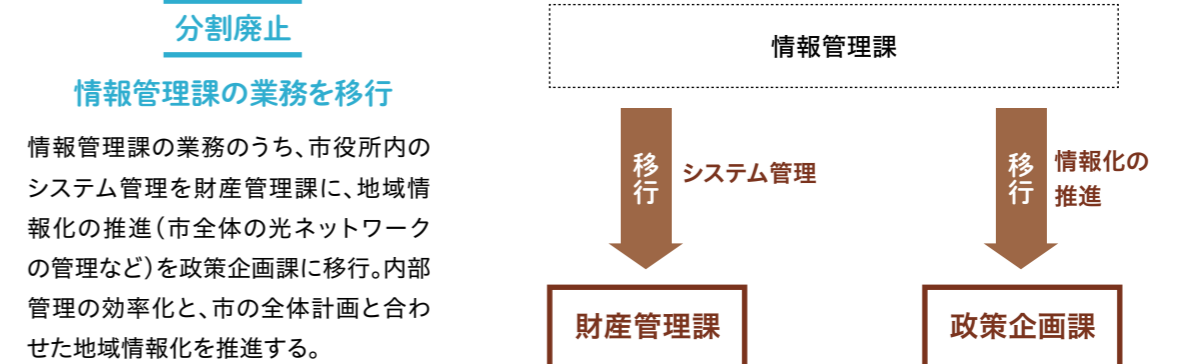 分割廃止
情報管理課の業務を移行
情報管理課の業務のうち、市役所内の
システム管理を財産管理課に、地域情
報化の推進（市全体の光ネットワーク
の管理など）を政策企画課に移行。内部
管理の効率化と、市の全体計画と合わ
せた地域情報化を推進する。
情報管理課
移行
システム管理
移行
情報化の
推進
財産管理課
政策企画課